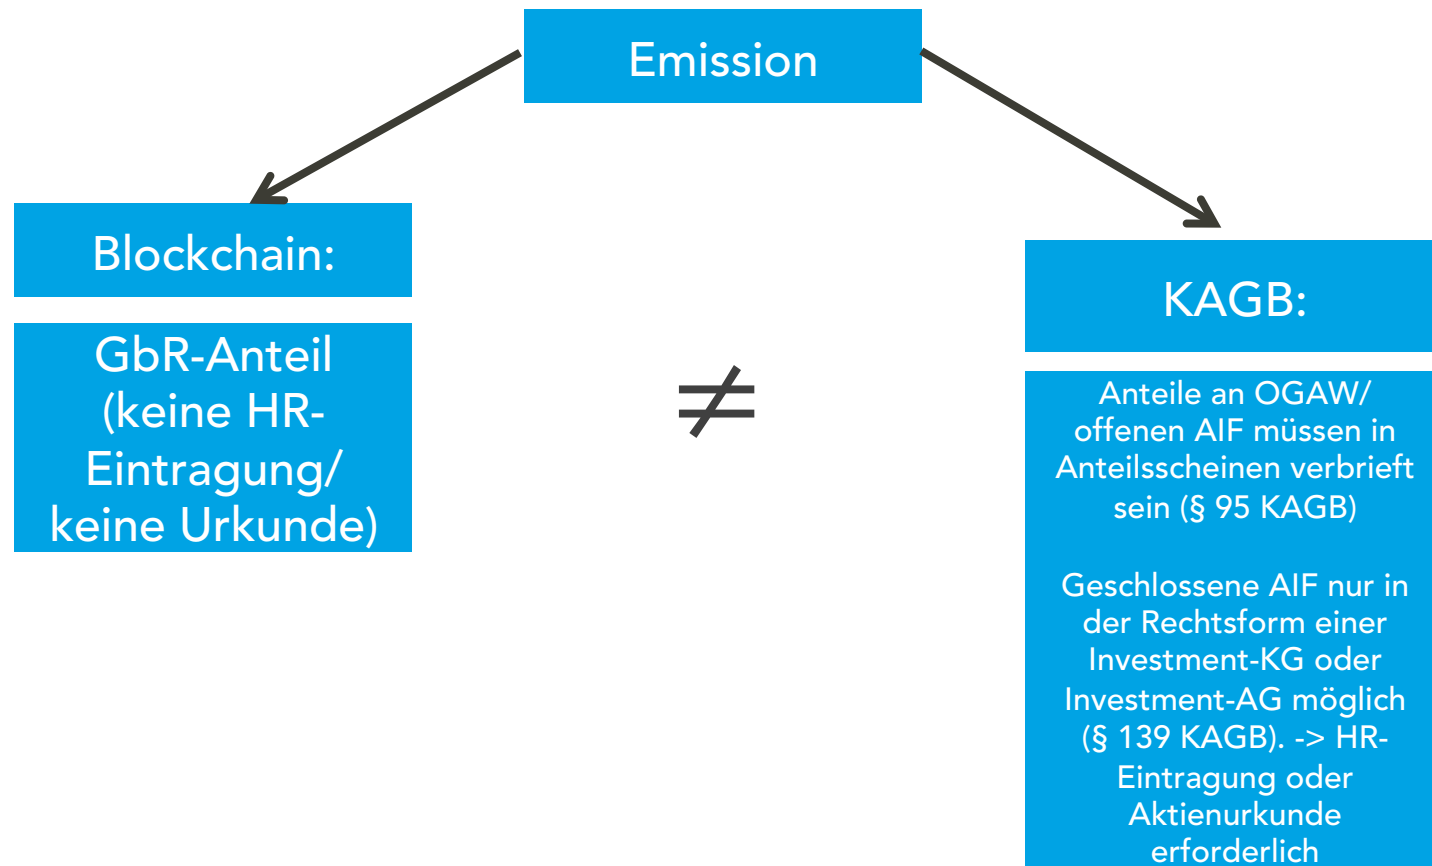 Emission
Blockchain:
GbR-Anteil
(keine HR-
Eintragung/
keine Urkunde)
≠
KAGB:
Anteile an OGAW/
offenen AIF müssen in
Anteilsscheinen verbrieft
sein (§ 95 KAGB)
Geschlossene AIF nur in
der Rechtsform einer
Investment-KG oder
Investment-AG möglich
(§ 139 KAGB). -> HR-
Eintragung oder
Aktienurkunde
erforderlich